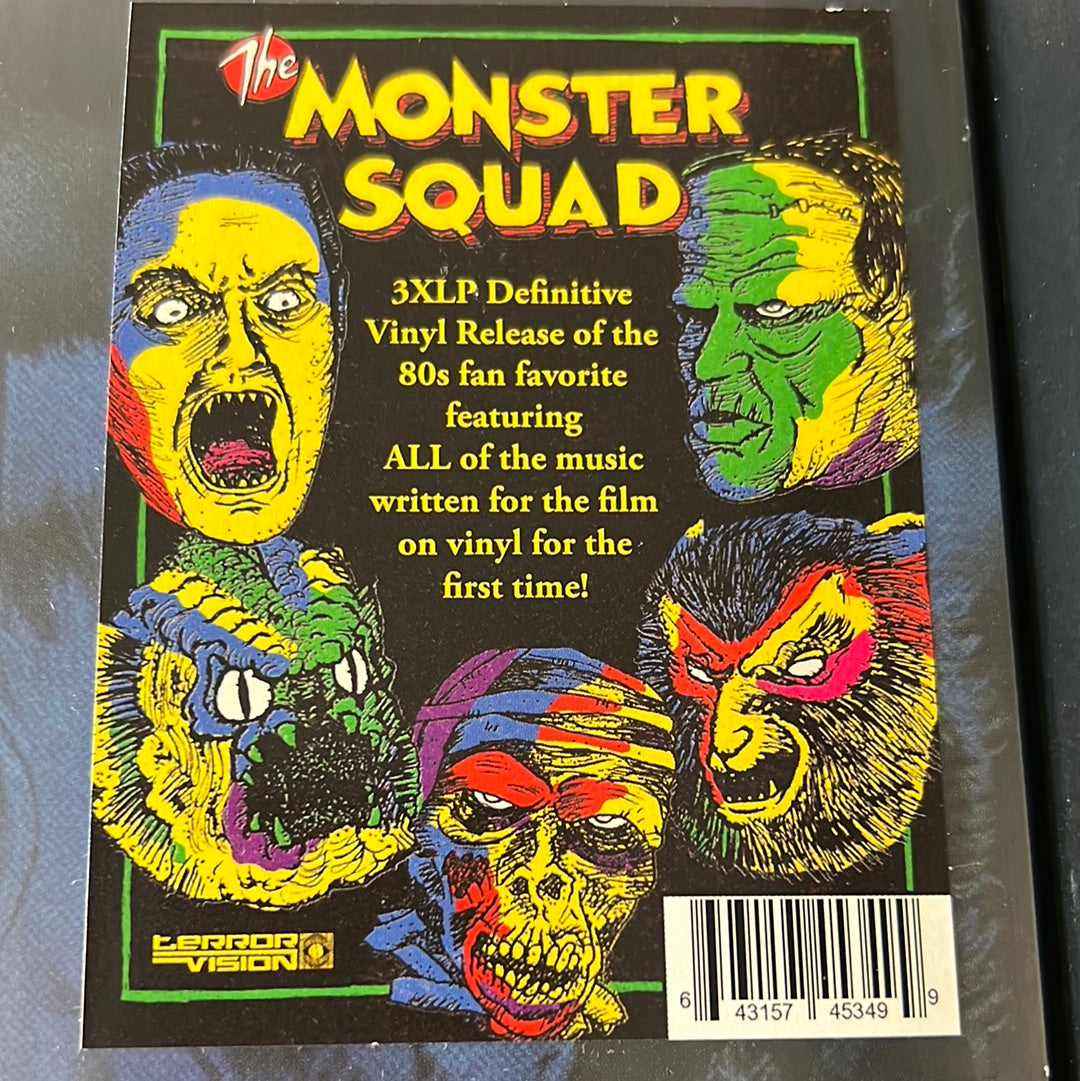 The
MONSTER
SQUAD
3XLP Definitive
Vinyl Release of the
80s fan favorite
featuring
ALL of the music
written for the film
on vinyl for the
first time!
TERROR
VISION
6 43157 45349 9